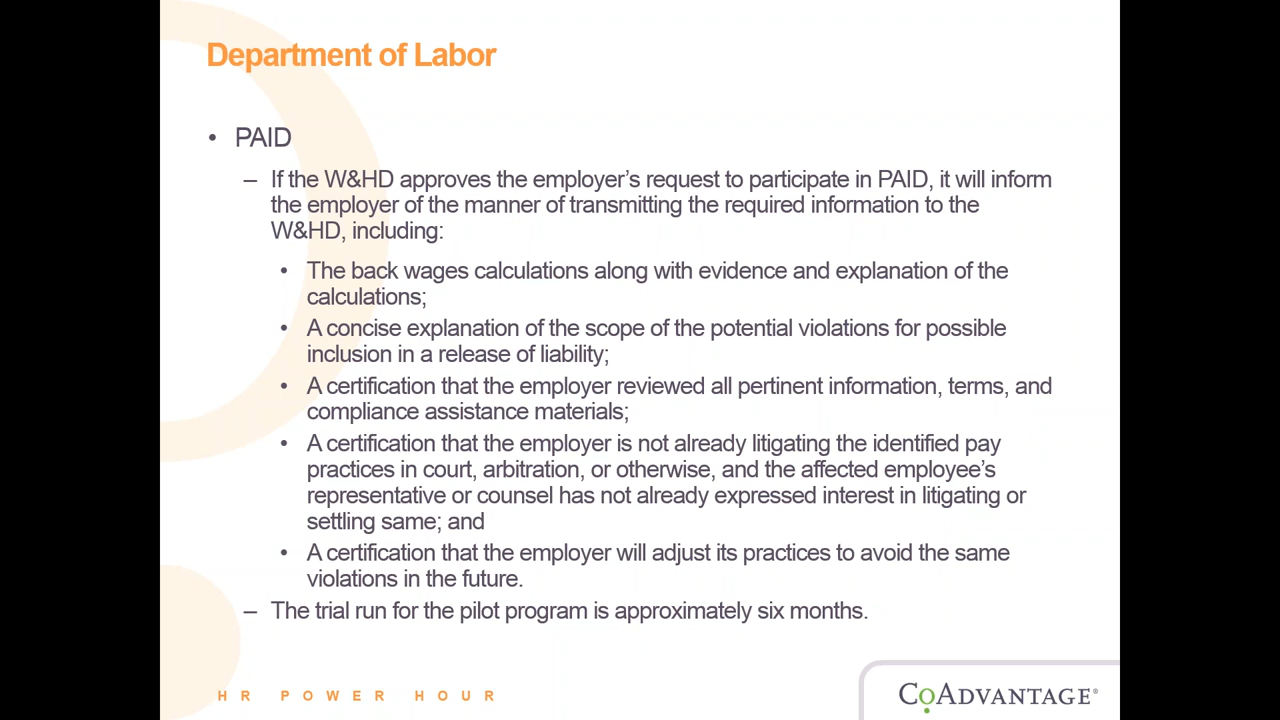 Department of Labor
• PAID
– If the W&HD approves the employer’s request to participate in PAID, it will inform
the employer of the manner of transmitting the required information to the
W&HD, including:
• The back wages calculations along with evidence and explanation of the
calculations;
• A concise explanation of the scope of the potential violations for possible
inclusion in a release of liability;
• A certification that the employer reviewed all pertinent information, terms, and
compliance assistance materials;
• A certification that the employer is not already litigating the identified pay
practices in court, arbitration, or otherwise, and the affected employee’s
representative or counsel has not already expressed interest in litigating or
settling same; and
• A certification that the employer will adjust its practices to avoid the same
violations in the future.
– The trial run for the pilot program is approximately six months.
HR POWER HOUR
CoAdvantage®